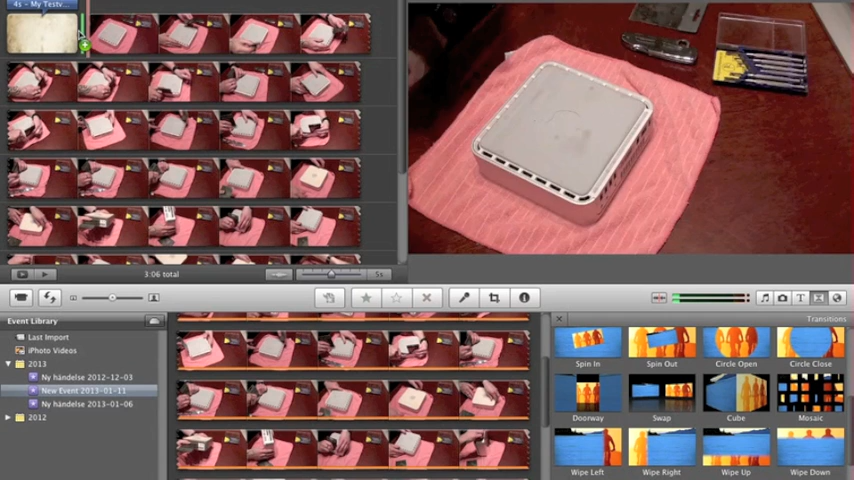 4s - My Testv...
3:06 total
5s
Event Library
Last Import
iPhoto Videos
2013
Ny händelse 2012-12-03
New Event 2013-01-11
Ny händelse 2013-01-06
2012
Transitions
Spin In
Spin Out
Circle Open
Circle Close
Doorway
Swap
Cube
Mosaic
Wipe Left
Wipe Right
Wipe Up
Wipe Down